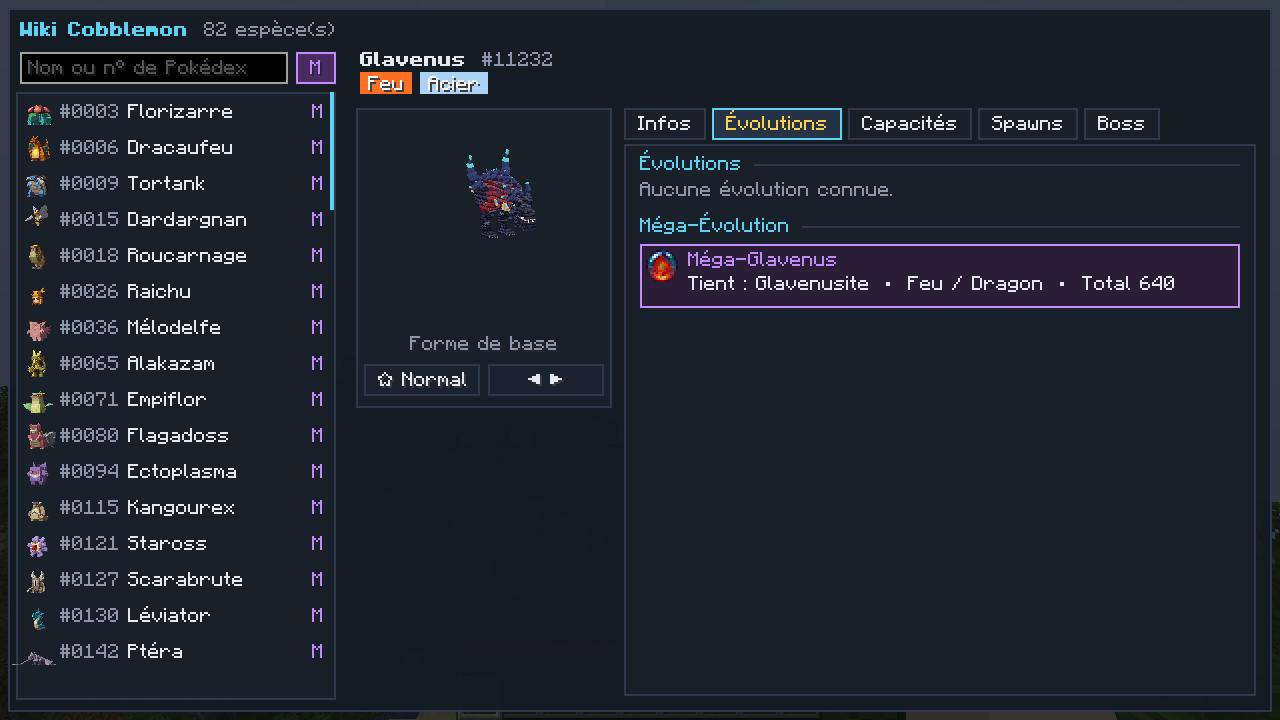 Wiki Cobblemon 82 espèce(s)
Nom ou n° de Pokédex M
#0003 Florizarre M
#0006 Dracaufeu M
#0009 Tortank M
#0015 Dardargnan M
#0018 Roucarnage M
#0026 Raichu M
#0036 Mélodelfe M
#0065 Alakazam M
#0071 Empiflor M
#0080 Flagadoss M
#0094 Ectoplasma M
#0115 Kangourex M
#0121 Staross M
#0127 Scarabrute M
#0130 Léviator M
#0142 Ptéra M
Glavenus #11232
Feu Acier
Forme de base
☆ Normal ◀ ▶
Infos Évolutions Capacités Spawns Boss
Évolutions
Aucune évolution connue.
Méga-Évolution
Méga-Glavenus
Tient : Glavenusite • Feu / Dragon • Total 640